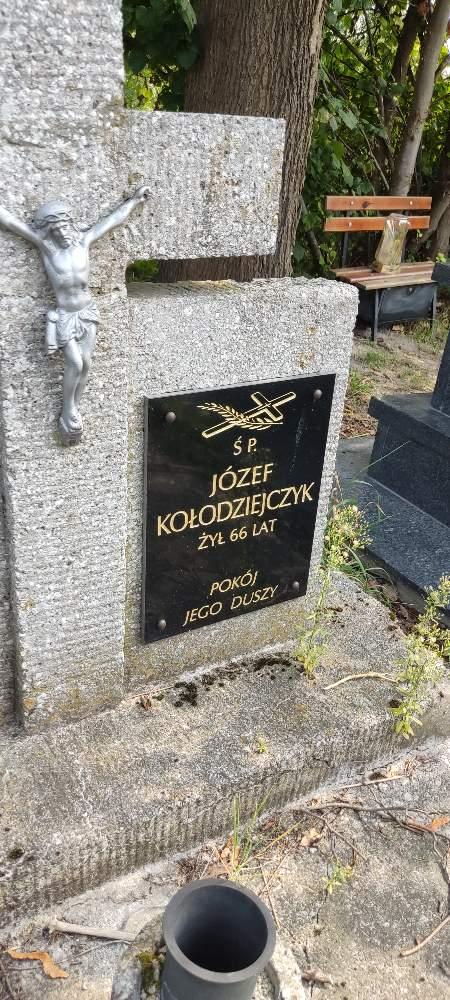 Ś P.
JÓZEF
KOŁODZIEJCZYK
ŻYŁ 66 LAT
POKÓJ
JEGO DUSZY